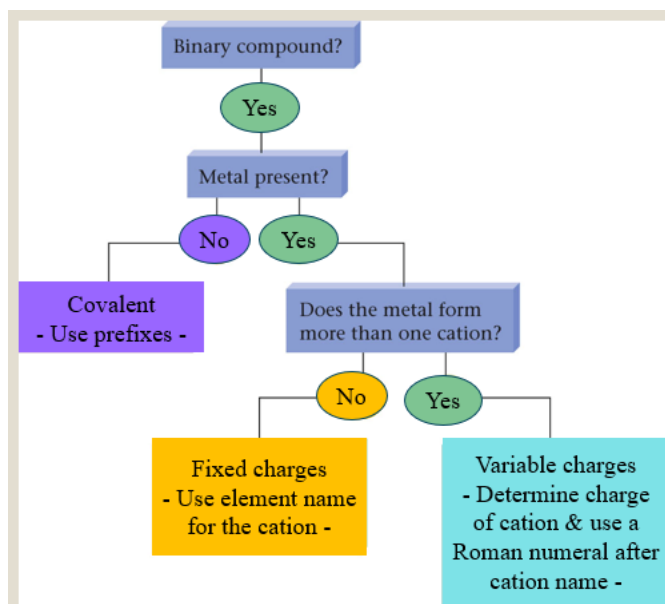 Binary compound?
Yes
Metal present?
No
Yes
Covalent
- Use prefixes -
Does the metal form
more than one cation?
No
Yes
Fixed charges
- Use element name
for the cation -
Variable charges
- Determine charge
of cation & use a
Roman numeral after
cation name -